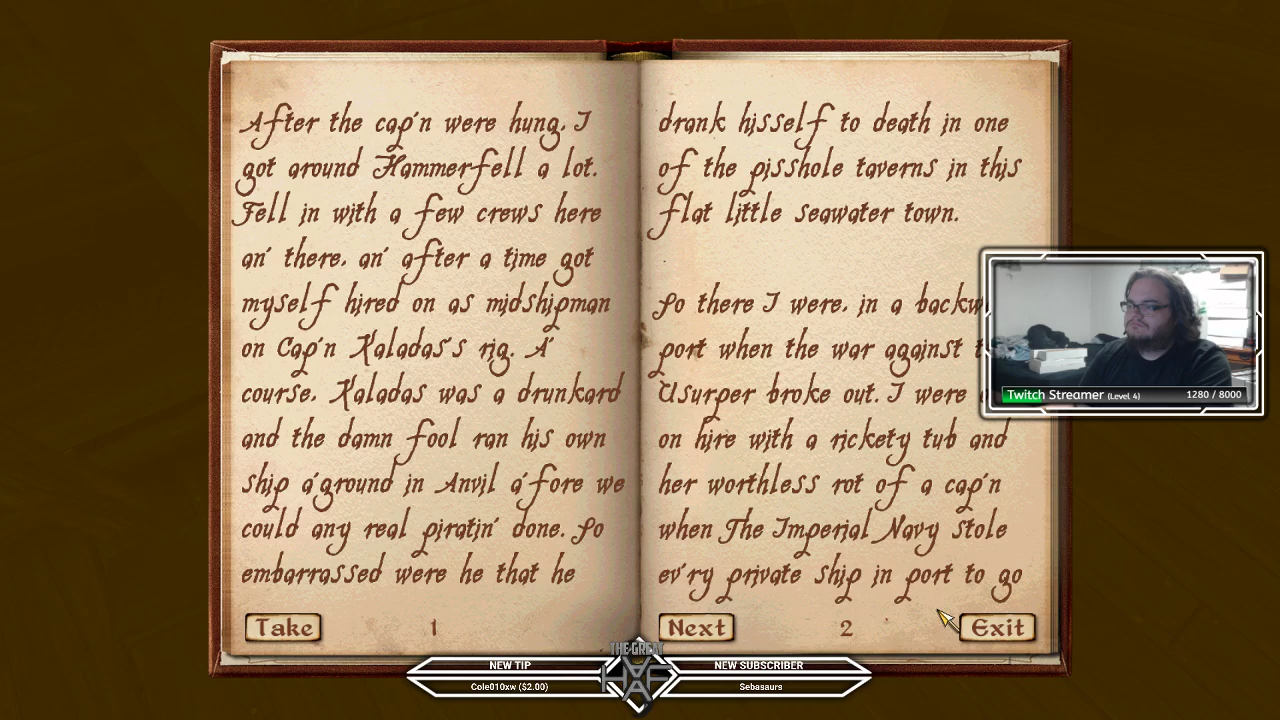 After the cap'n were hung, I
got around Hammerfell a lot.
Fell in with a few crews here
an' there, an' after a time got
myself hired on as midshipman
on Cap'n Kaladas's rig. A'
course, Kaladas was a drunkard
and the damn fool ran his own
ship a'ground in Anvil a'fore we
could any real piratin' done. So
embarrassed were he that he
Take
1
drank hisself to death in one
of the pisshole taverns in this
flat little seawater town.
So there I were, in a backw
port when the war against
Usurper broke out. I were
on hire with a rickety tub and
her worthless rot of a cap'n
when The Imperial Navy stole
ev'ry private ship in port to go
Next
2
Exit
Twitch Streamer (Level 4) 1280 / 8000
THE GREAT
NEW TIP
Cole010xw ($2.00)
NEW SUBSCRIBER
Sebasaurs